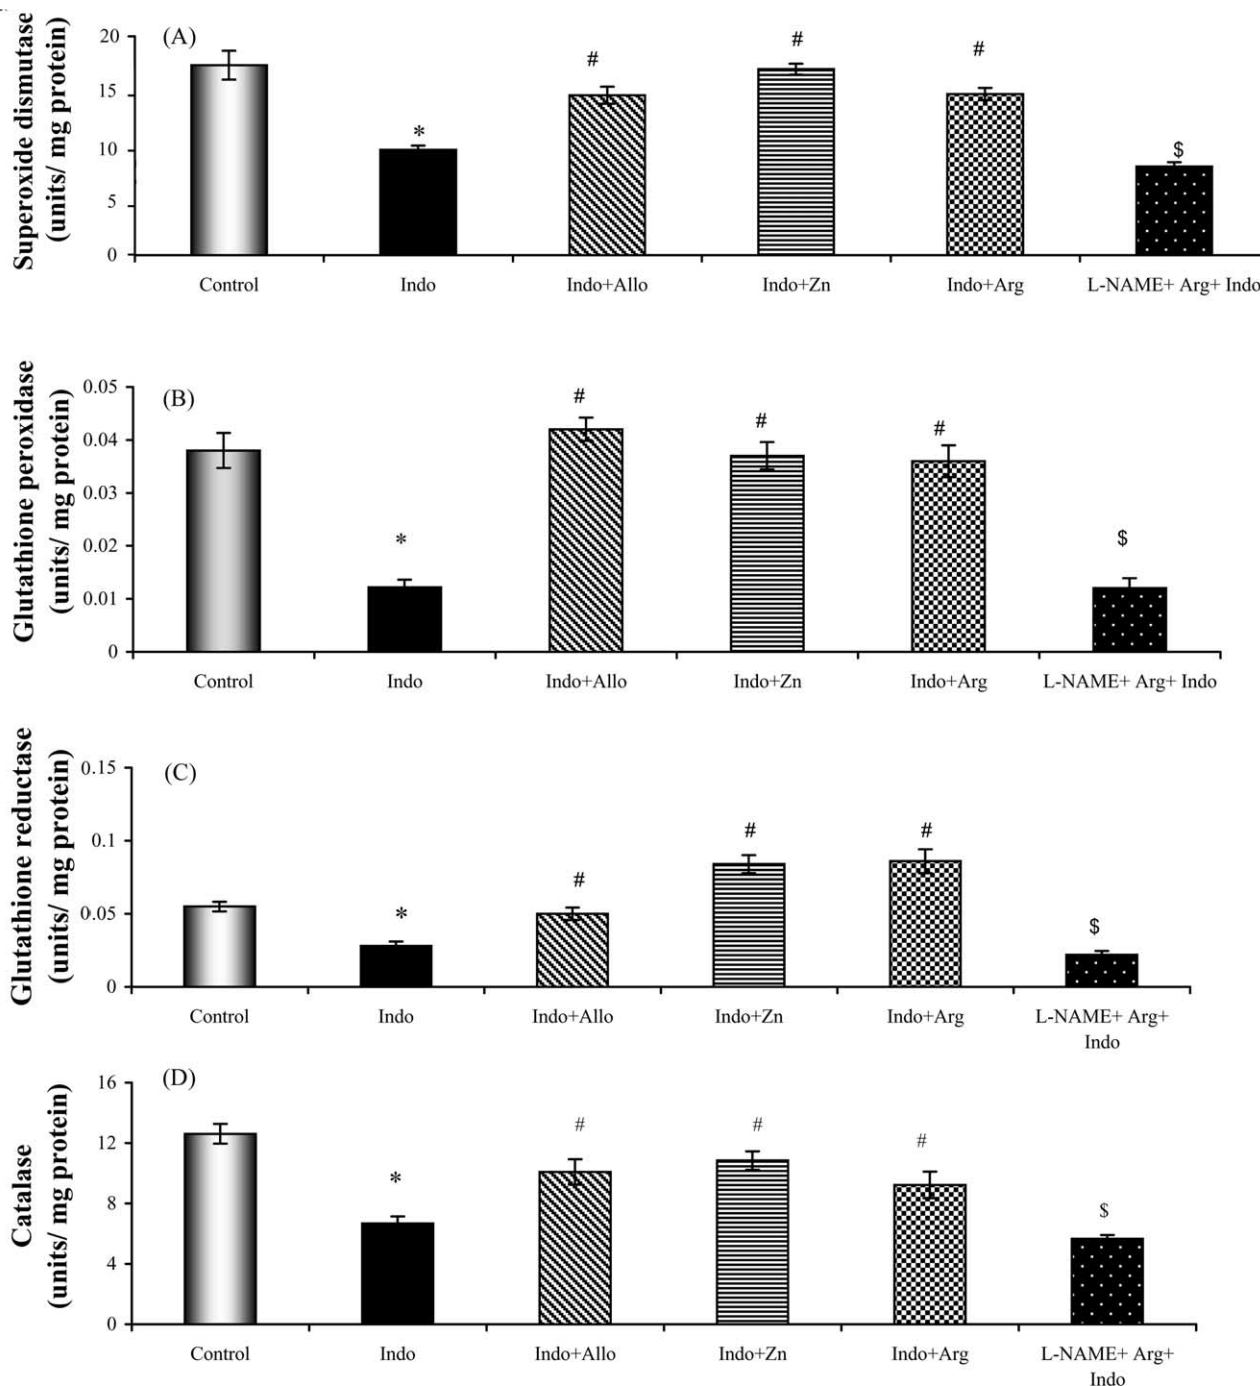 Superoxide dismutase
(units/ mg protein)
(A)
20
15
10
5
0
*
#
#
#
$
Control
Indo
Indo+Allo
Indo+Zn
Indo+Arg
L-NAME+ Arg+ Indo
Glutathione peroxidase
(units/ mg protein)
(B)
0.05
0.04
0.03
0.02
0.01
0
*
#
#
#
$
Control
Indo
Indo+Allo
Indo+Zn
Indo+Arg
L-NAME+ Arg+ Indo
Glutathione reductase
(units/ mg protein)
(C)
0.15
0.1
0.05
0
*
#
#
#
$
Control
Indo
Indo+Allo
Indo+Zn
Indo+Arg
L-NAME+ Arg+
Indo
Catalase
(units/ mg protein)
(D)
16
12
8
4
0
*
#
#
#
$
Control
Indo
Indo+Allo
Indo+Zn
Indo+Arg
L-NAME+ Arg+
Indo